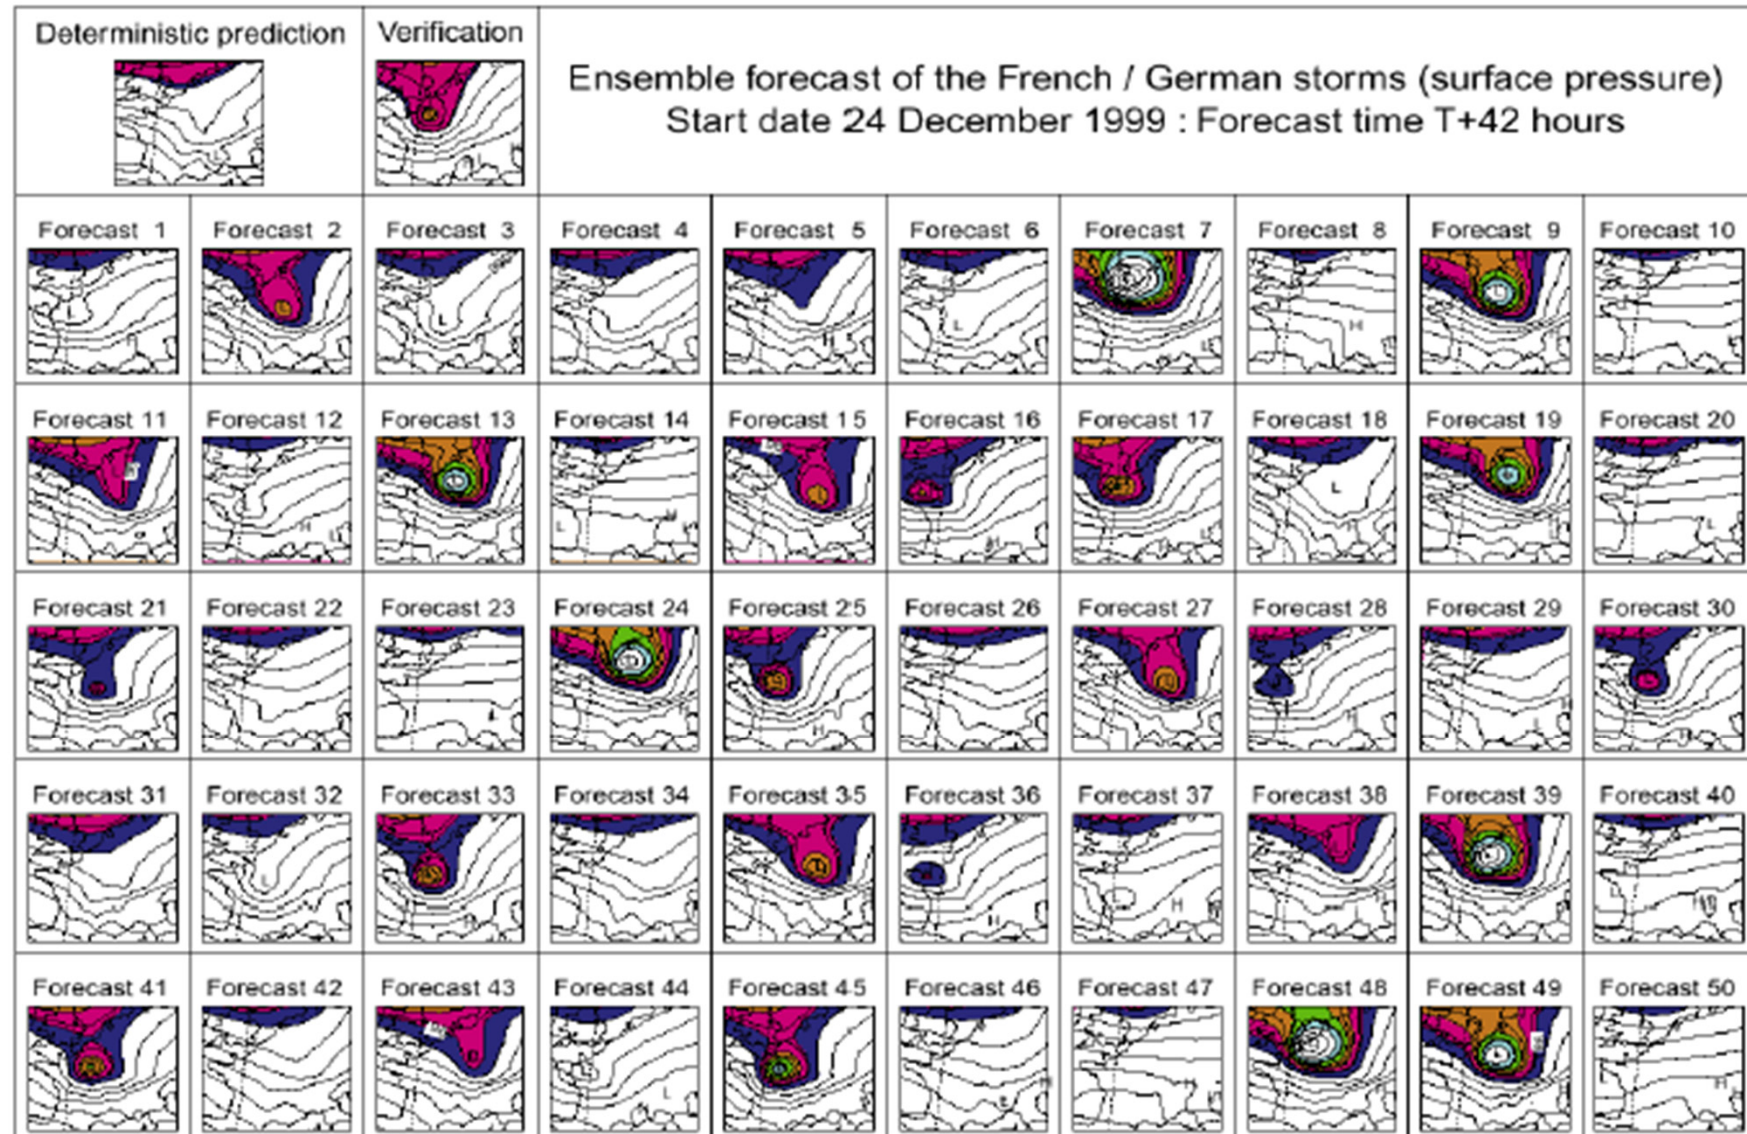 Deterministic prediction
Verification
Ensemble forecast of the French / German storms (surface pressure)
Start date 24 December 1999 : Forecast time T+42 hours
Forecast 1
Forecast 2
Forecast 3
Forecast 4
Forecast 5
Forecast 6
Forecast 7
Forecast 8
Forecast 9
Forecast 10
Forecast 11
Forecast 12
Forecast 13
Forecast 14
Forecast 15
Forecast 16
Forecast 17
Forecast 18
Forecast 19
Forecast 20
Forecast 21
Forecast 22
Forecast 23
Forecast 24
Forecast 25
Forecast 26
Forecast 27
Forecast 28
Forecast 29
Forecast 30
Forecast 31
Forecast 32
Forecast 33
Forecast 34
Forecast 35
Forecast 36
Forecast 37
Forecast 38
Forecast 39
Forecast 40
Forecast 41
Forecast 42
Forecast 43
Forecast 44
Forecast 45
Forecast 46
Forecast 47
Forecast 48
Forecast 49
Forecast 50